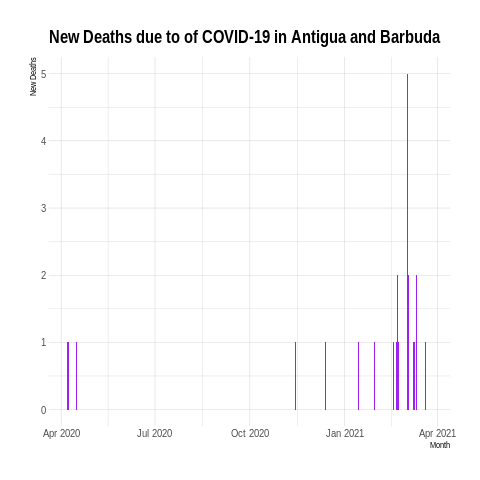 New Deaths due to of COVID-19 in Antigua and Barbuda
New Deaths
5
4
3
2
1
0
Apr 2020 Jul 2020 Oct 2020 Jan 2021 Apr 2021
Month